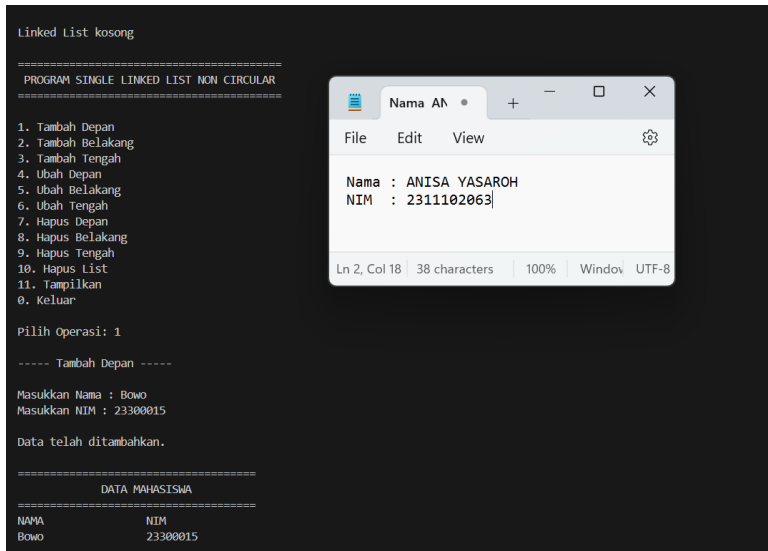 Linked List kosong
=========================================
PROGRAM SINGLE LINKED LIST NON CIRCULAR
=========================================
1. Tambah Depan
2. Tambah Belakang
3. Tambah Tengah
4. Ubah Depan
5. Ubah Belakang
6. Ubah Tengah
7. Hapus Depan
8. Hapus Belakang
9. Hapus Tengah
10. Hapus List
11. Tampilkan
0. Keluar
Pilih Operasi: 1
----- Tambah Depan -----
Masukkan Nama : Bowo
Masukkan NIM : 23300015
Data telah ditambahkan.
=====================================
DATA MAHASISWA
=====================================
NAMA NIM
Bowo 23300015
Nama AN
File Edit View
Nama : ANISA YASAROH
NIM : 2311102063
Ln 2, Col 18 38 characters 100% Window UTF-8